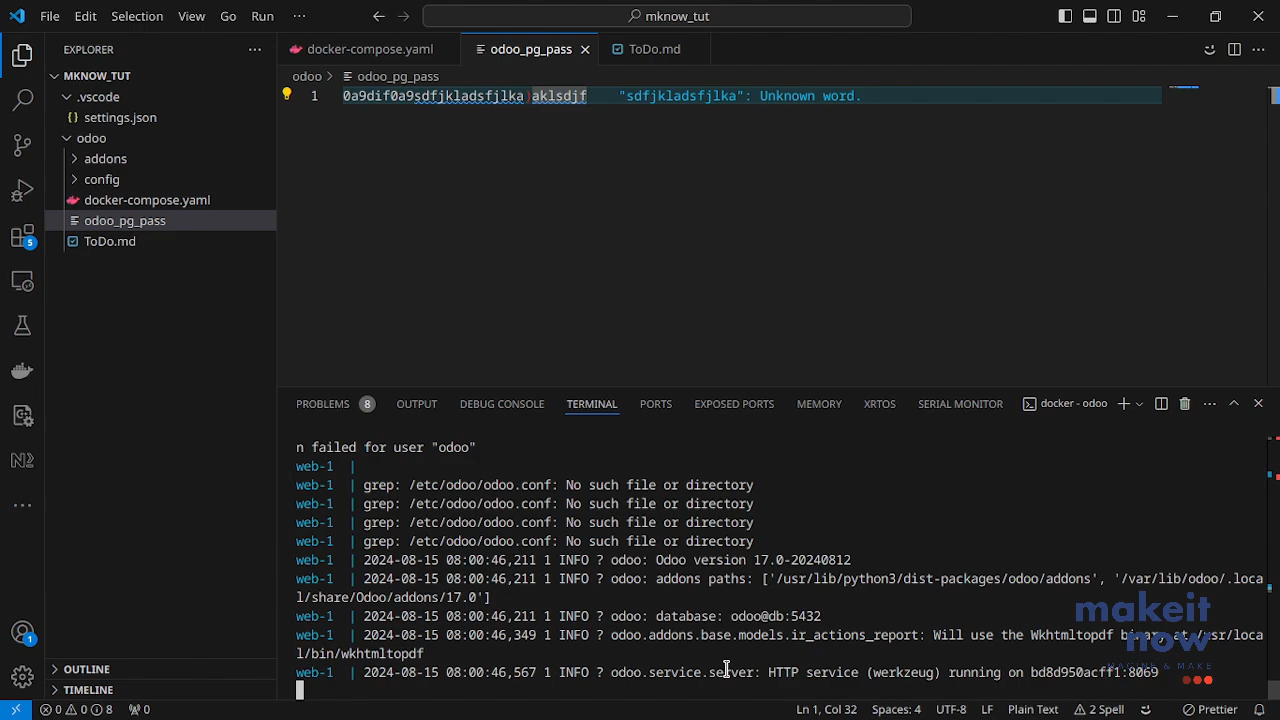 File Edit Selection View Go Run ···
mknow_tut
EXPLORER
MKNOW_TUT
.vscode
{} settings.json
odoo
addons
config
docker-compose.yaml
odoo_pg_pass
ToDo.md
OUTLINE
TIMELINE
5
1
docker-compose.yaml
odoo_pg_pass
ToDo.md
odoo > odoo_pg_pass
1 0a9dif0a9sdfjkladsfjlka)aklsdjf "sdfjkladsfjlka": Unknown word.
PROBLEMS 8 OUTPUT DEBUG CONSOLE TERMINAL PORTS EXPOSED PORTS MEMORY XRTOS SERIAL MONITOR docker - odoo
n failed for user "odoo"
web-1 |
web-1 | grep: /etc/odoo/odoo.conf: No such file or directory
web-1 | grep: /etc/odoo/odoo.conf: No such file or directory
web-1 | grep: /etc/odoo/odoo.conf: No such file or directory
web-1 | grep: /etc/odoo/odoo.conf: No such file or directory
web-1 | 2024-08-15 08:00:46,211 1 INFO ? odoo: Odoo version 17.0-20240812
web-1 | 2024-08-15 08:00:46,211 1 INFO ? odoo: addons paths: ['/usr/lib/python3/dist-packages/odoo/addons', '/var/lib/odoo/.loca
l/share/Odoo/addons/17.0']
web-1 | 2024-08-15 08:00:46,211 1 INFO ? odoo: database: odoo@db:5432
web-1 | 2024-08-15 08:00:46,349 1 INFO ? odoo.addons.base.models.ir_actions_report: Will use the Wkhtmltopdf binary at /usr/loca
l/bin/wkhtmltopdf
web-1 | 2024-08-15 08:00:46,567 1 INFO ? odoo.service.server: HTTP service (werkzeug) running on bd8d950acff1:8069
makeit
now
IMAGINE & MAKE
0 0 8 0 Ln 1, Col 32 Spaces: 4 UTF-8 LF Plain Text 2 Spell Prettier